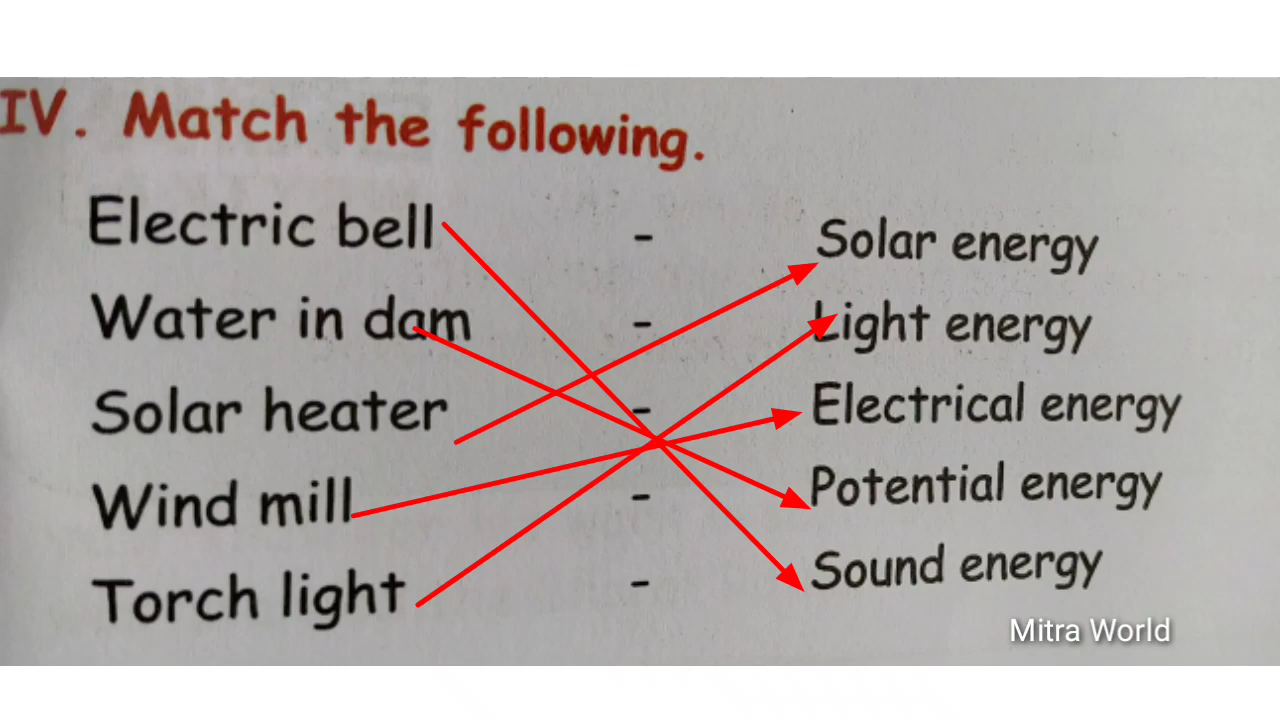 IV. Match the following.
Electric bell - Solar energy
Water in dam - Light energy
Solar heater - Electrical energy
Wind mill - Potential energy
Torch light - Sound energy
Mitra World